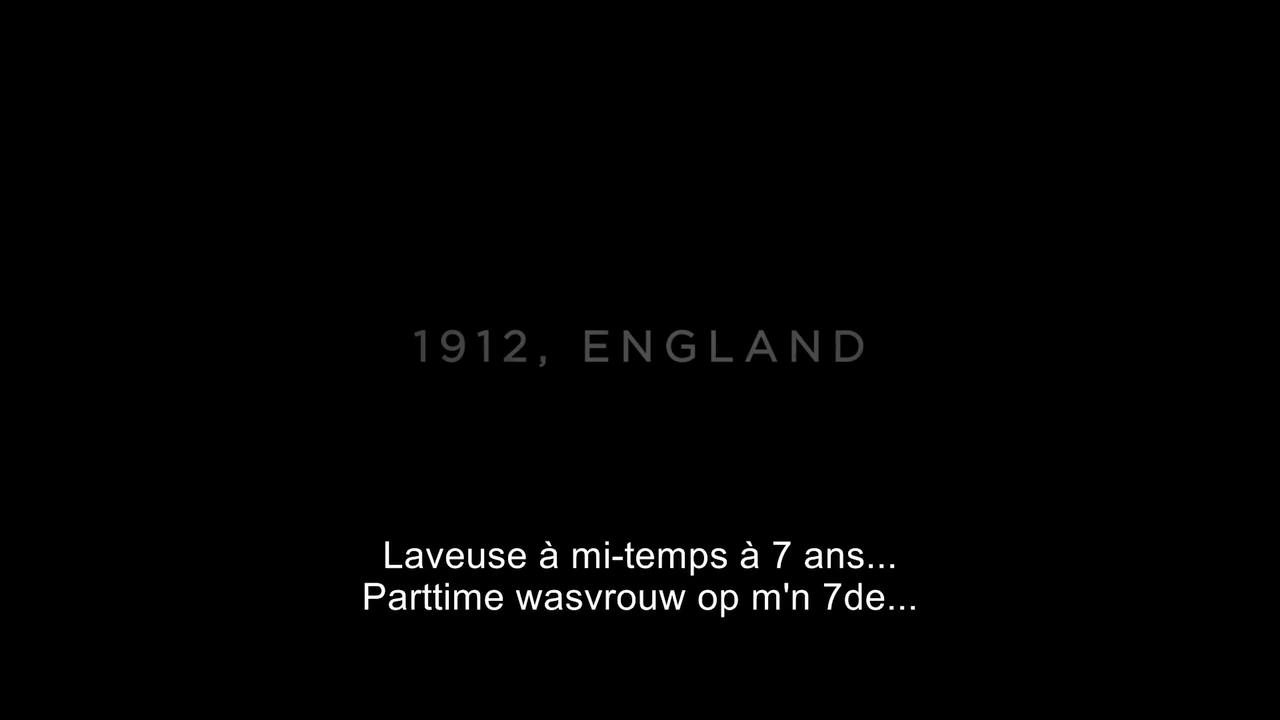 1912, ENGLAND
Laveuse à mi-temps à 7 ans...
Parttime wasvrouw op m'n 7de...